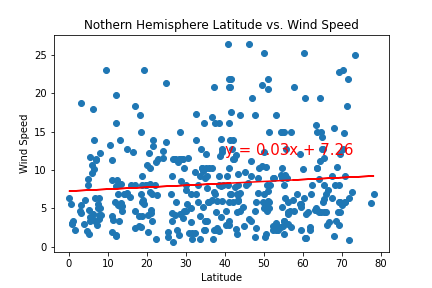 Nothern Hemisphere Latitude vs. Wind Speed
25
20
15
10
5
0
Wind Speed
y = 0.03x + 7.26
0 10 20 30 40 50 60 70 80
Latitude